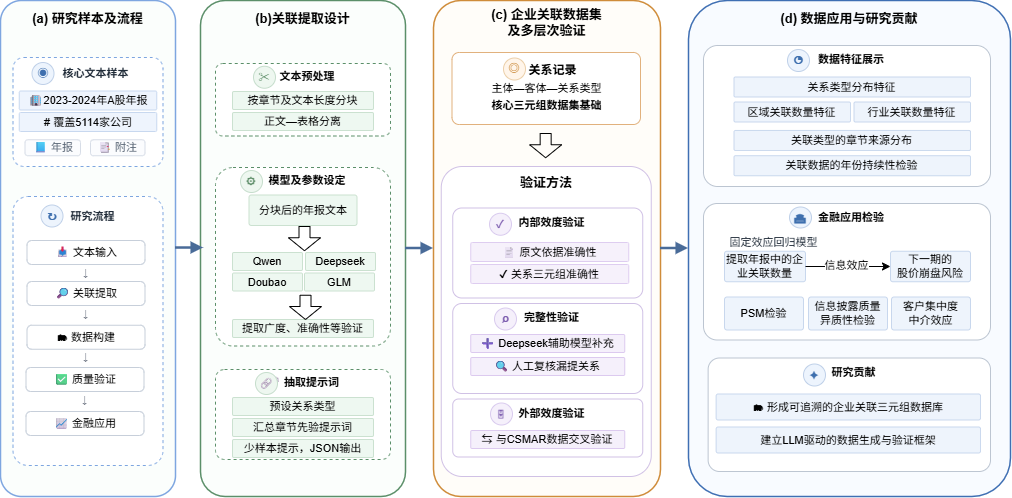 (a) 研究样本及流程
核心文本样本
2023-2024年A股年报
# 覆盖5114家公司
年报
附注
研究流程
文本输入
↓
关联提取
↓
数据构建
↓
质量验证
↓
金融应用
(b)关联提取设计
文本预处理
按章节及文本长度分块
正文—表格分离
模型及参数设定
分块后的年报文本
Qwen
Deepseek
Doubao
GLM
提取广度、准确性等验证
抽取提示词
预设关系类型
汇总章节先验提示词
少样本提示，JSON输出
(c) 企业关联数据集
及多层次验证
关系记录
主体—客体—关系类型
核心三元组数据集基础
验证方法
内部效度验证
原文依据准确性
✓ 关系三元组准确性
完整性验证
Deepseek辅助模型补充
人工复核漏提关系
外部效度验证
与CSMAR数据交叉验证
(d) 数据应用与研究贡献
数据特征展示
关系类型分布特征
区域关联数量特征
行业关联数量特征
关联类型的章节来源分布
关联数据的年份持续性检验
金融应用检验
固定效应回归模型
提取年报中的企
业关联数量
信息效应
下一期的
股价崩盘风险
PSM检验
信息披露质量
异质性检验
客户集中度
中介效应
研究贡献
形成可追溯的企业关联三元组数据库
建立LLM驱动的数据生成与验证框架